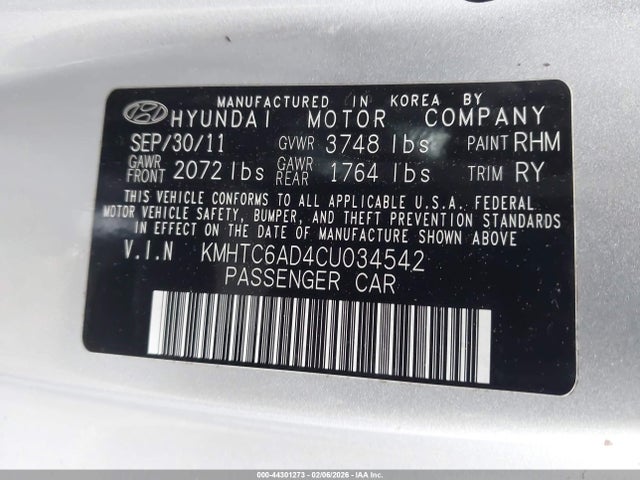 MANUFACTURED IN KOREA BY
HYUNDAI MOTOR COMPANY
SEP/30/11 GVWR 3748 lbs PAINT RHM
GAWR FRONT 2072 lbs GAWR REAR 1764 lbs TRIM RY
THIS VEHICLE CONFORMS TO ALL APPLICABLE U.S.A. FEDERAL
MOTOR VEHICLE SAFETY, BUMPER, AND THEFT PREVENTION STANDARDS
IN EFFECT ON THE DATE OF MANUFACTURE SHOWN ABOVE.
V.I.N KMHTC6AD4CU034542
PASSENGER CAR
000-44301273 - 02/06/2026 - IAA Inc.